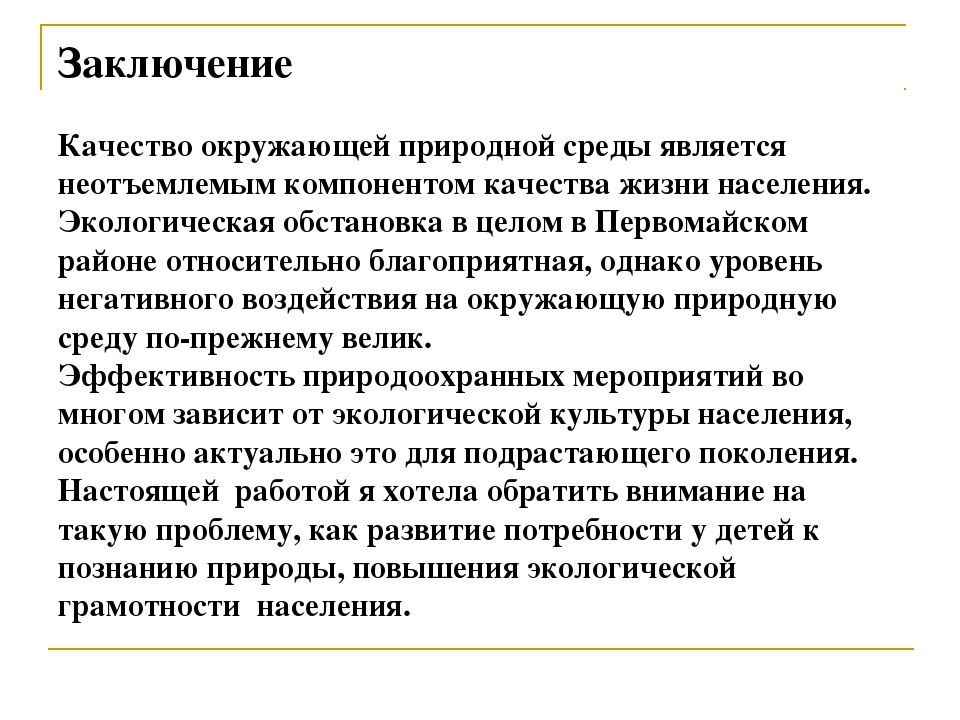 Заключение
Качество окружающей природной среды является
неотъемлемым компонентом качества жизни населения.
Экологическая обстановка в целом в Первомайском
районе относительно благоприятная, однако уровень
негативного воздействия на окружающую природную
среду по-прежнему велик.
Эффективность природоохранных мероприятий во
многом зависит от экологической культуры населения,
особенно актуально это для подрастающего поколения.
Настоящей  работой я хотела обратить внимание на
такую проблему, как развитие потребности у детей к
познанию природы, повышения экологической
грамотности  населения.